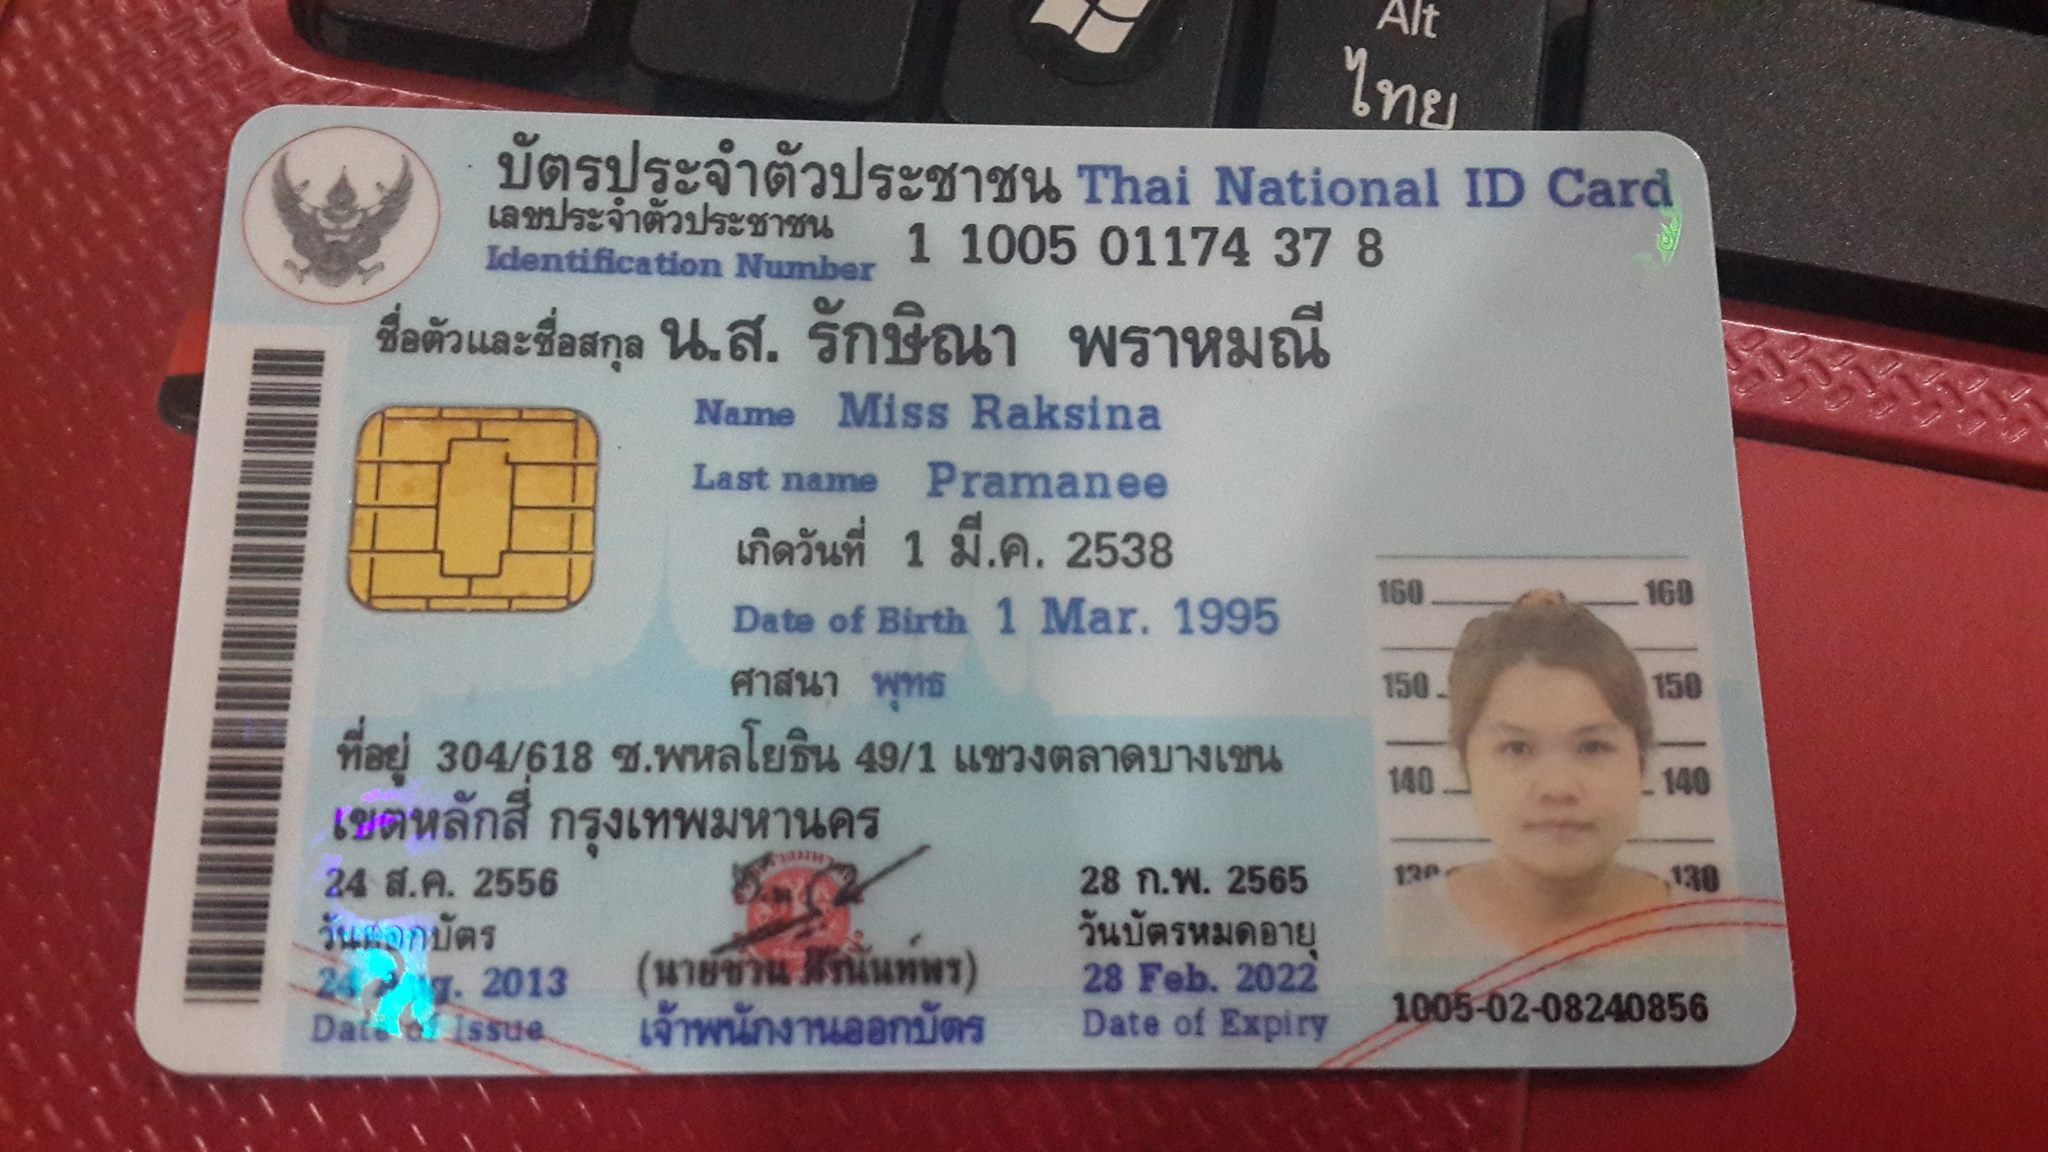 Alt
ไทย
บัตรประจำตัวประชาชน Thai National ID Card
เลขประจำตัวประชาชน
Identification Number 1 1005 01174 37 8
ชื่อตัวและชื่อสกุล น.ส. รักษิณา พราหมณี
Name Miss Raksina
Last name Pramanee
เกิดวันที่ 1 มี.ค. 2538
Date of Birth 1 Mar. 1995
ศาสนา พุทธ
ที่อยู่ 304/618 ซ.พหลโยธิน 49/1 แขวงตลาดบางเขน
เขตหลักสี่ กรุงเทพมหานคร
24 ส.ค. 2556
วันออกบัตร
24 Aug. 2013
Date of Issue
เจ้าพนักงานออกบัตร
28 ก.พ. 2565
วันบัตรหมดอายุ
28 Feb. 2022
Date of Expiry
160 160
150 150
140 140
130 130
1005-02-08240856